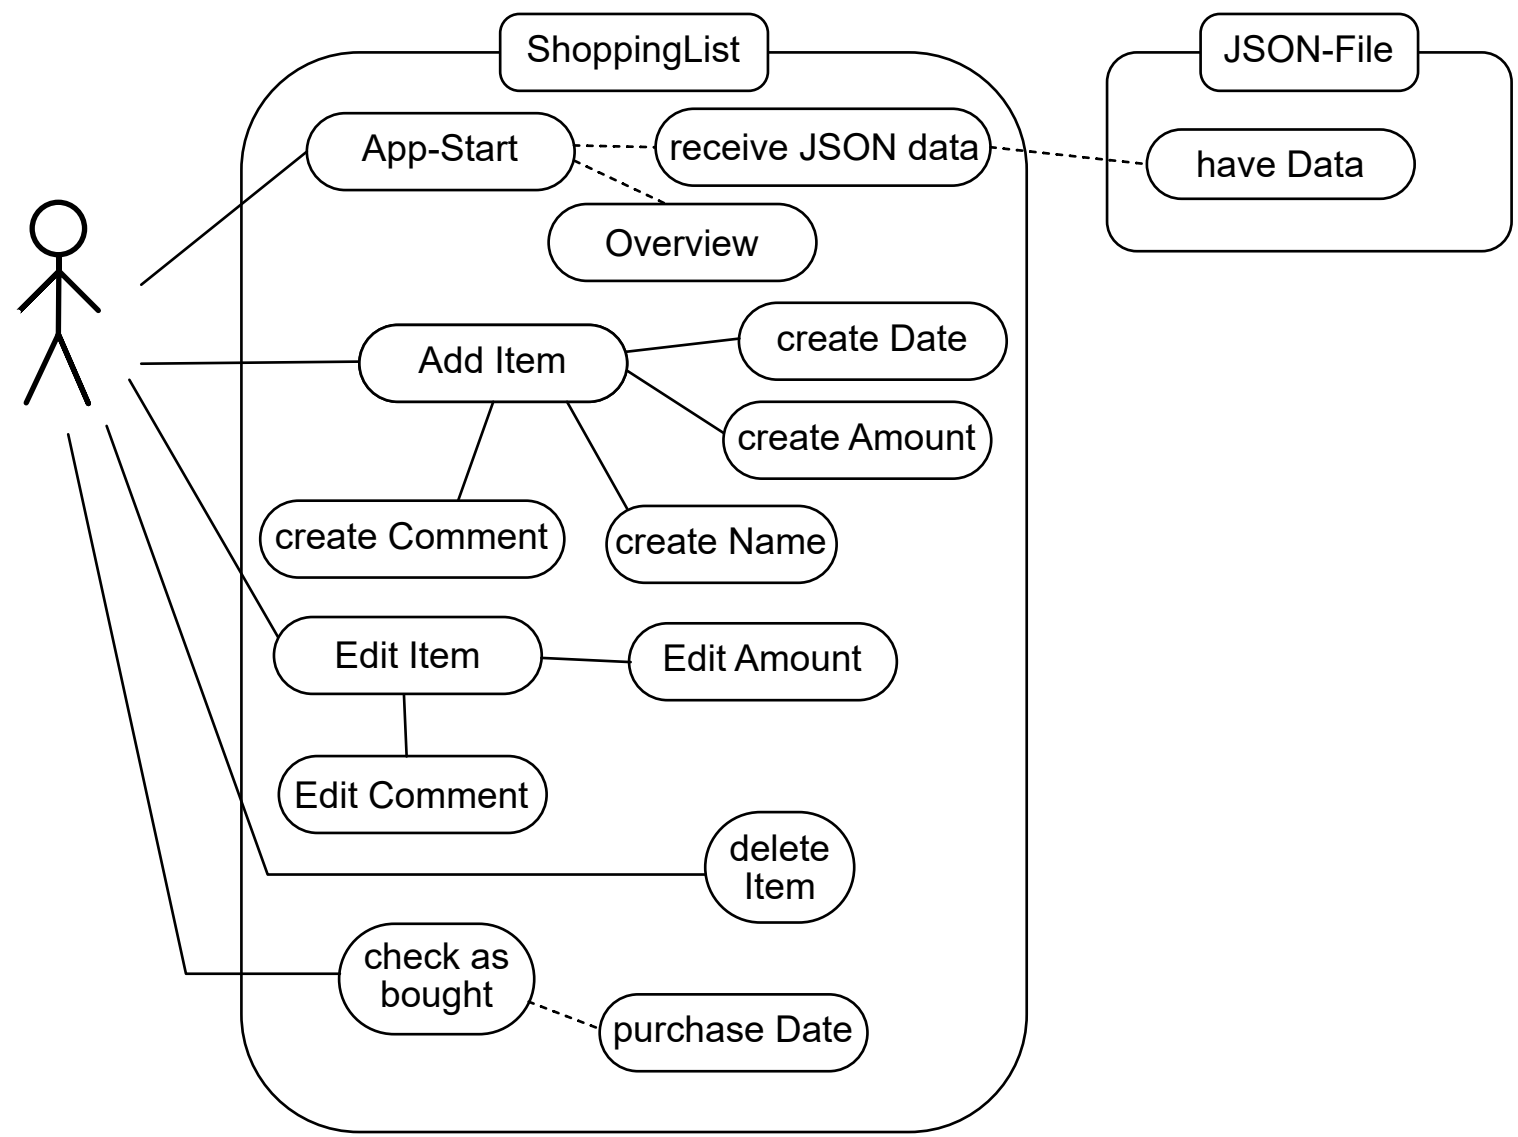 ShoppingList
JSON-File
App-Start
receive JSON data
have Data
Overview
Add Item
create Date
create Amount
create Comment
create Name
Edit Item
Edit Amount
Edit Comment
delete
Item
check as
bought
purchase Date